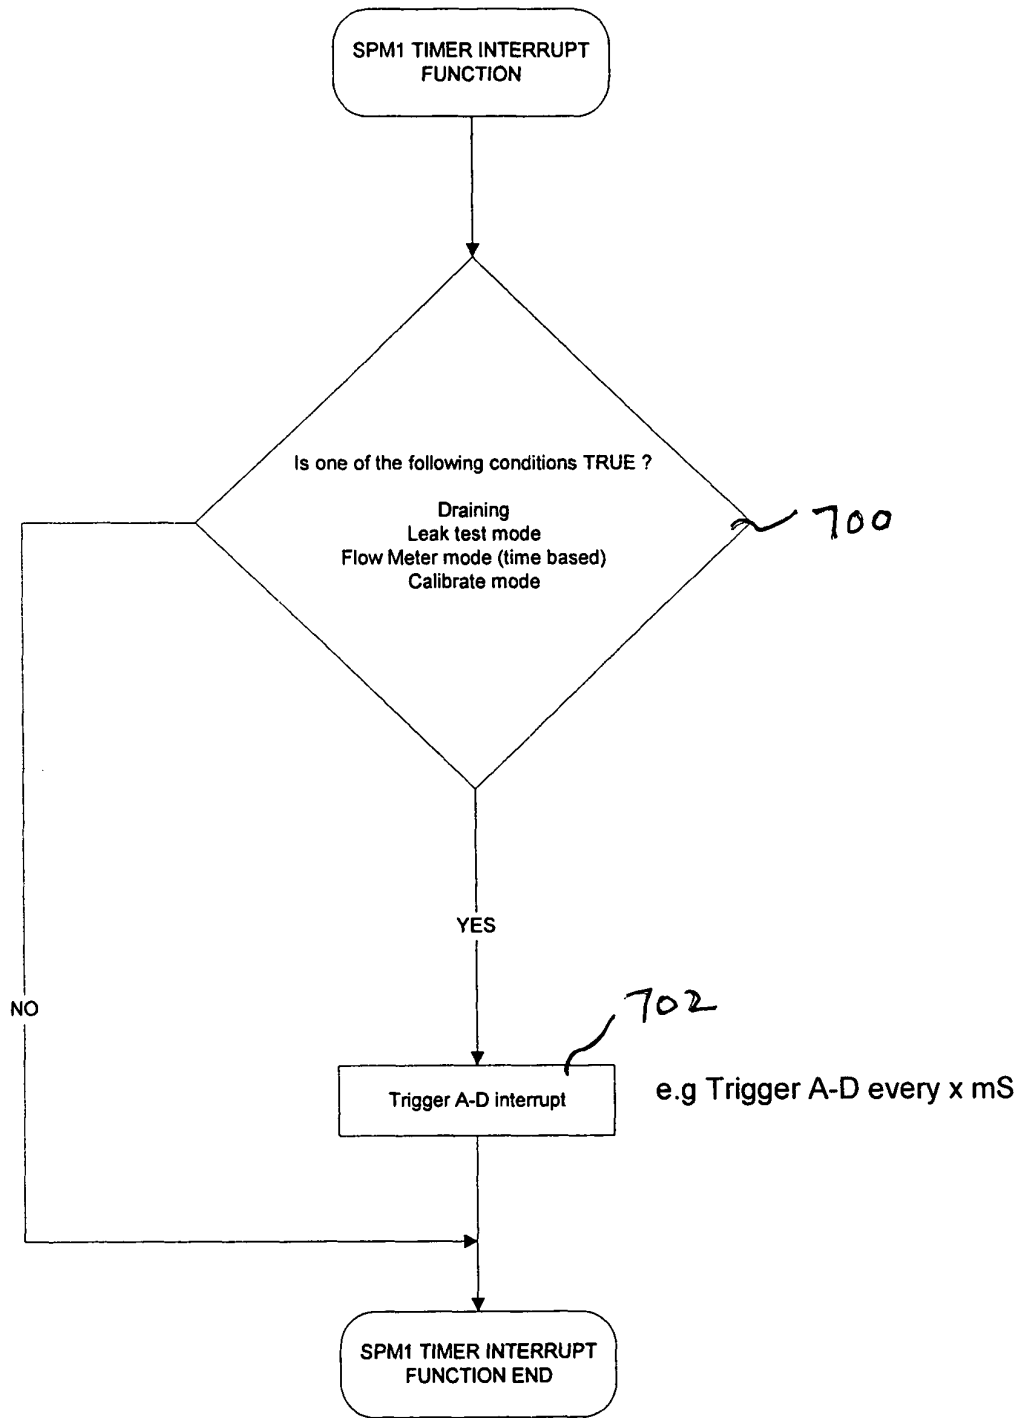 SPM1 TIMER INTERRUPT
FUNCTION
Is one of the following conditions TRUE ?
Draining
Leak test mode
Flow Meter mode (time based)
Calibrate mode
700
YES
NO
702
Trigger A-D interrupt
e.g Trigger A-D every x mS
SPM1 TIMER INTERRUPT
FUNCTION END